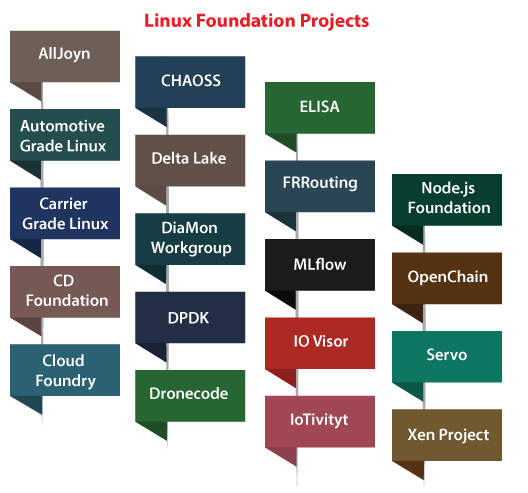 Linux Foundation Projects
AllJoyn
Automotive
Grade Linux
Carrier
Grade Linux
CD
Foundation
Cloud
Foundry
CHAOSS
Delta Lake
DiaMon
Workgroup
DPDK
Dronecode
ELISA
FRRouting
MLflow
IO Visor
IoTivityt
Node.js
Foundation
OpenChain
Servo
Xen Project